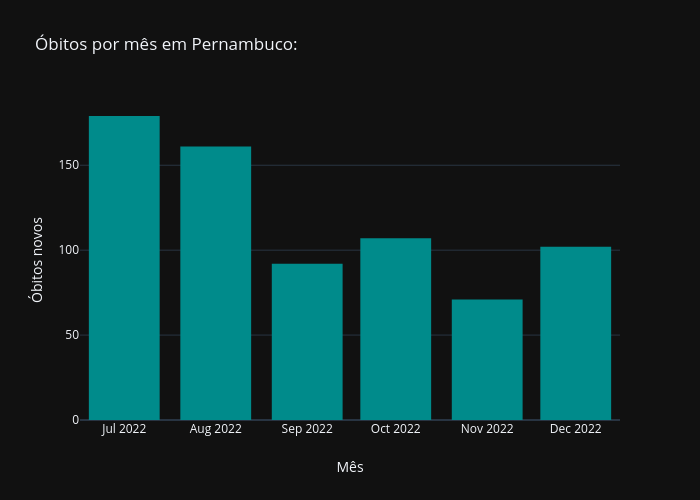 Óbitos por mês em Pernambuco:
150
100
50
0
Óbitos novos
Jul 2022 Aug 2022 Sep 2022 Oct 2022 Nov 2022 Dec 2022
Mês